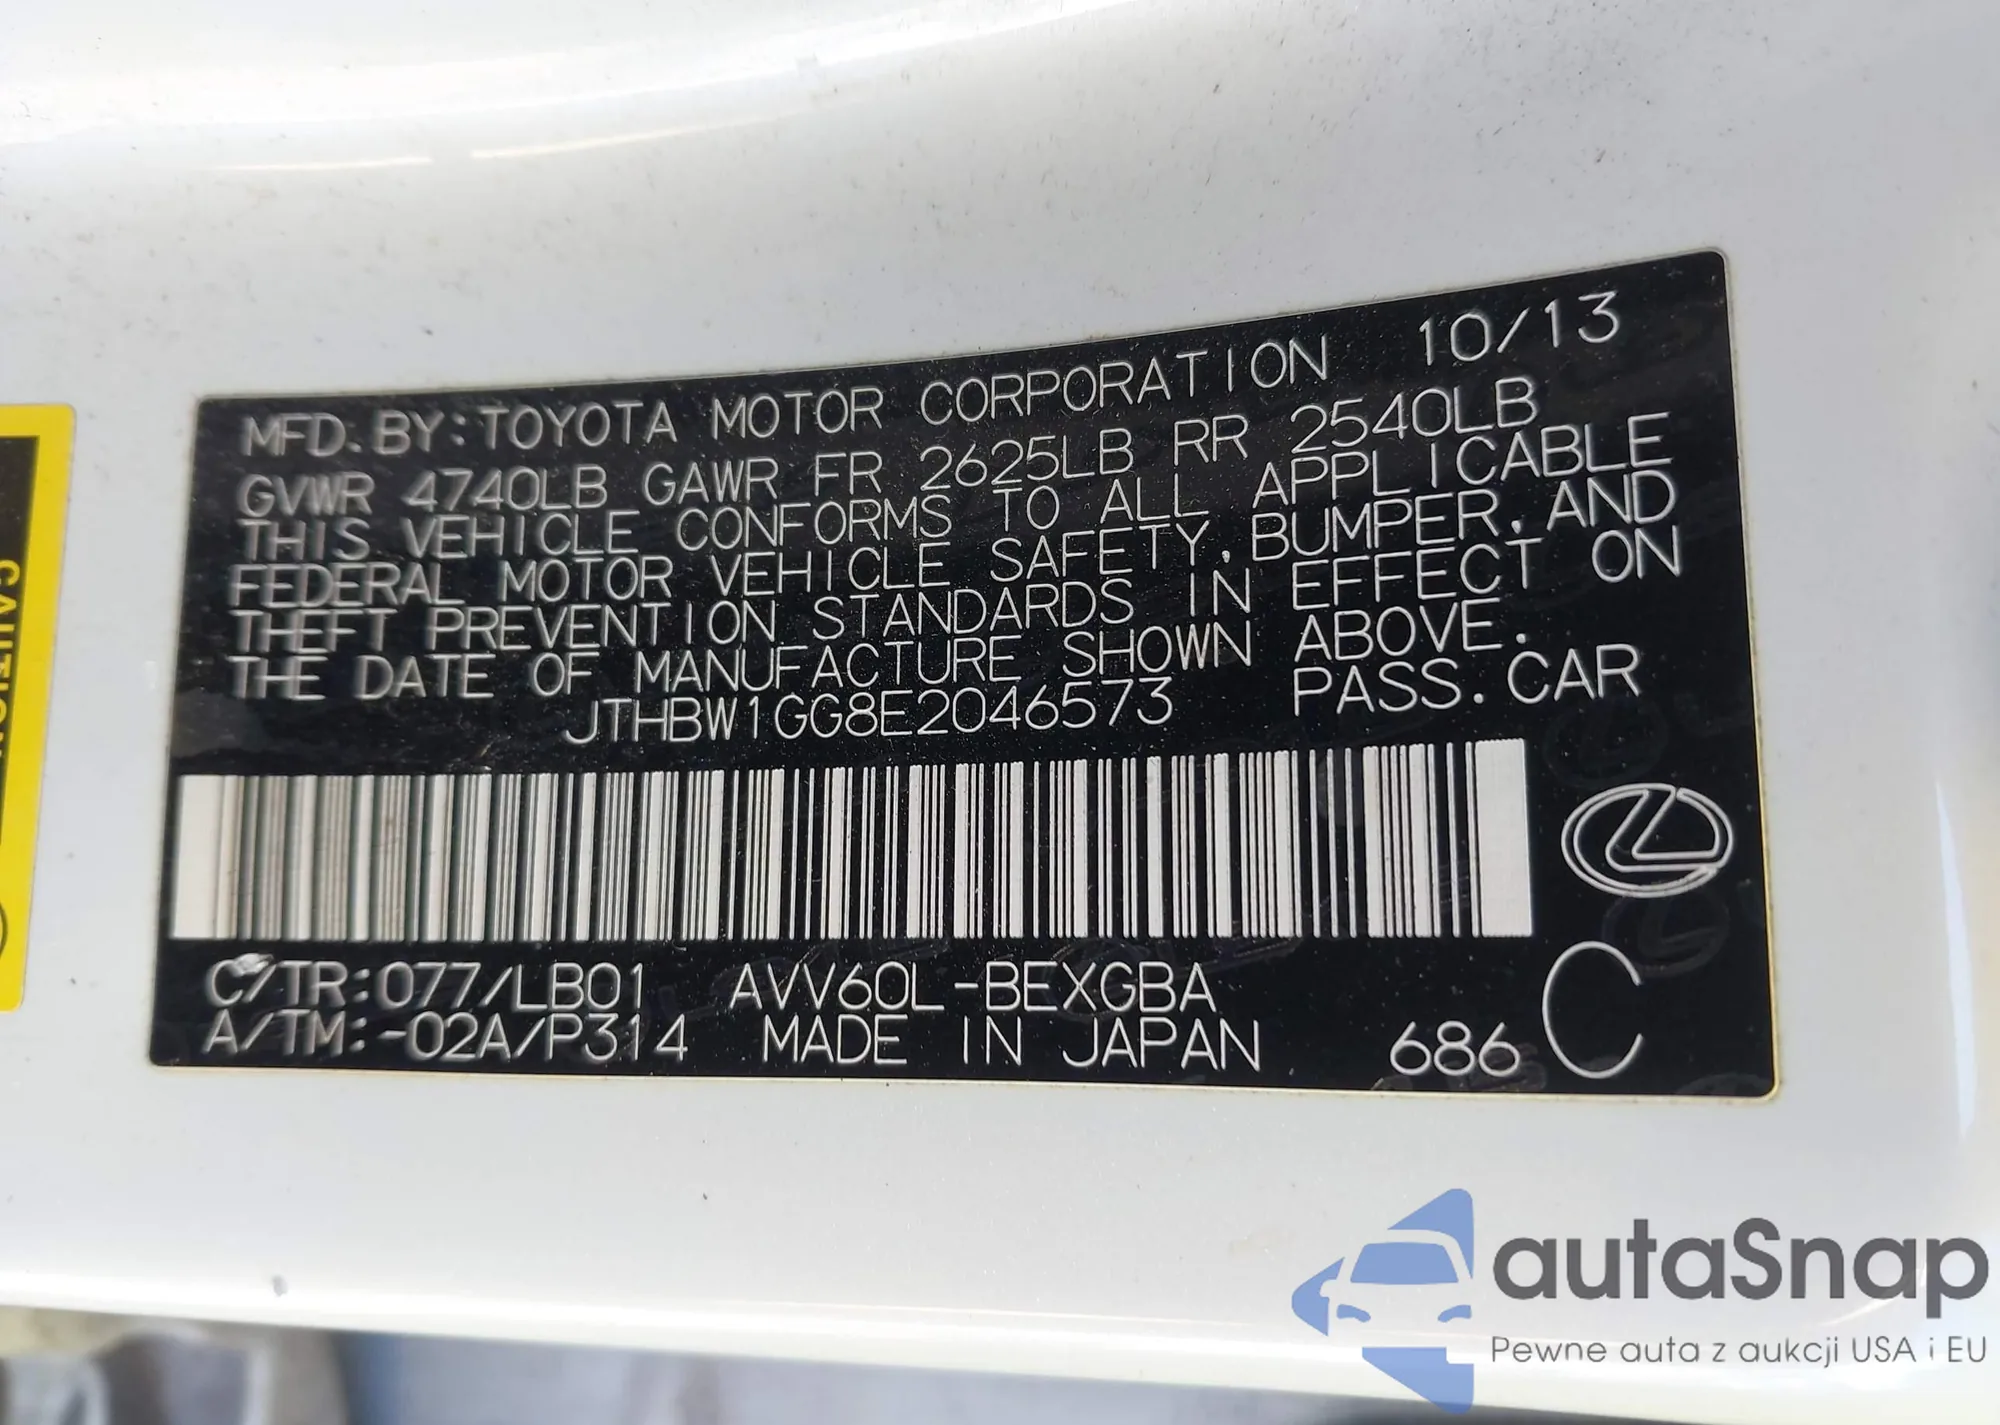 MFD. BY: TOYOTA MOTOR CORPORATION 10/13
GVWR 4740LB GAWR FR 2625LB RR 2540LB
THIS VEHICLE CONFORMS TO ALL APPLICABLE
FEDERAL MOTOR VEHICLE SAFETY, BUMPER, AND
THEFT PREVENTION STANDARDS IN EFFECT ON
THE DATE OF MANUFACTURE SHOWN ABOVE.
JTHBW1GG8E2046573 PASS. CAR
C/TR:077/LB01 AVV60L-BEXGBA
A/TM:-02A/P314 MADE IN JAPAN 686 C
CAUTION
autaSnap
Pewne auta z aukcji USA i EU